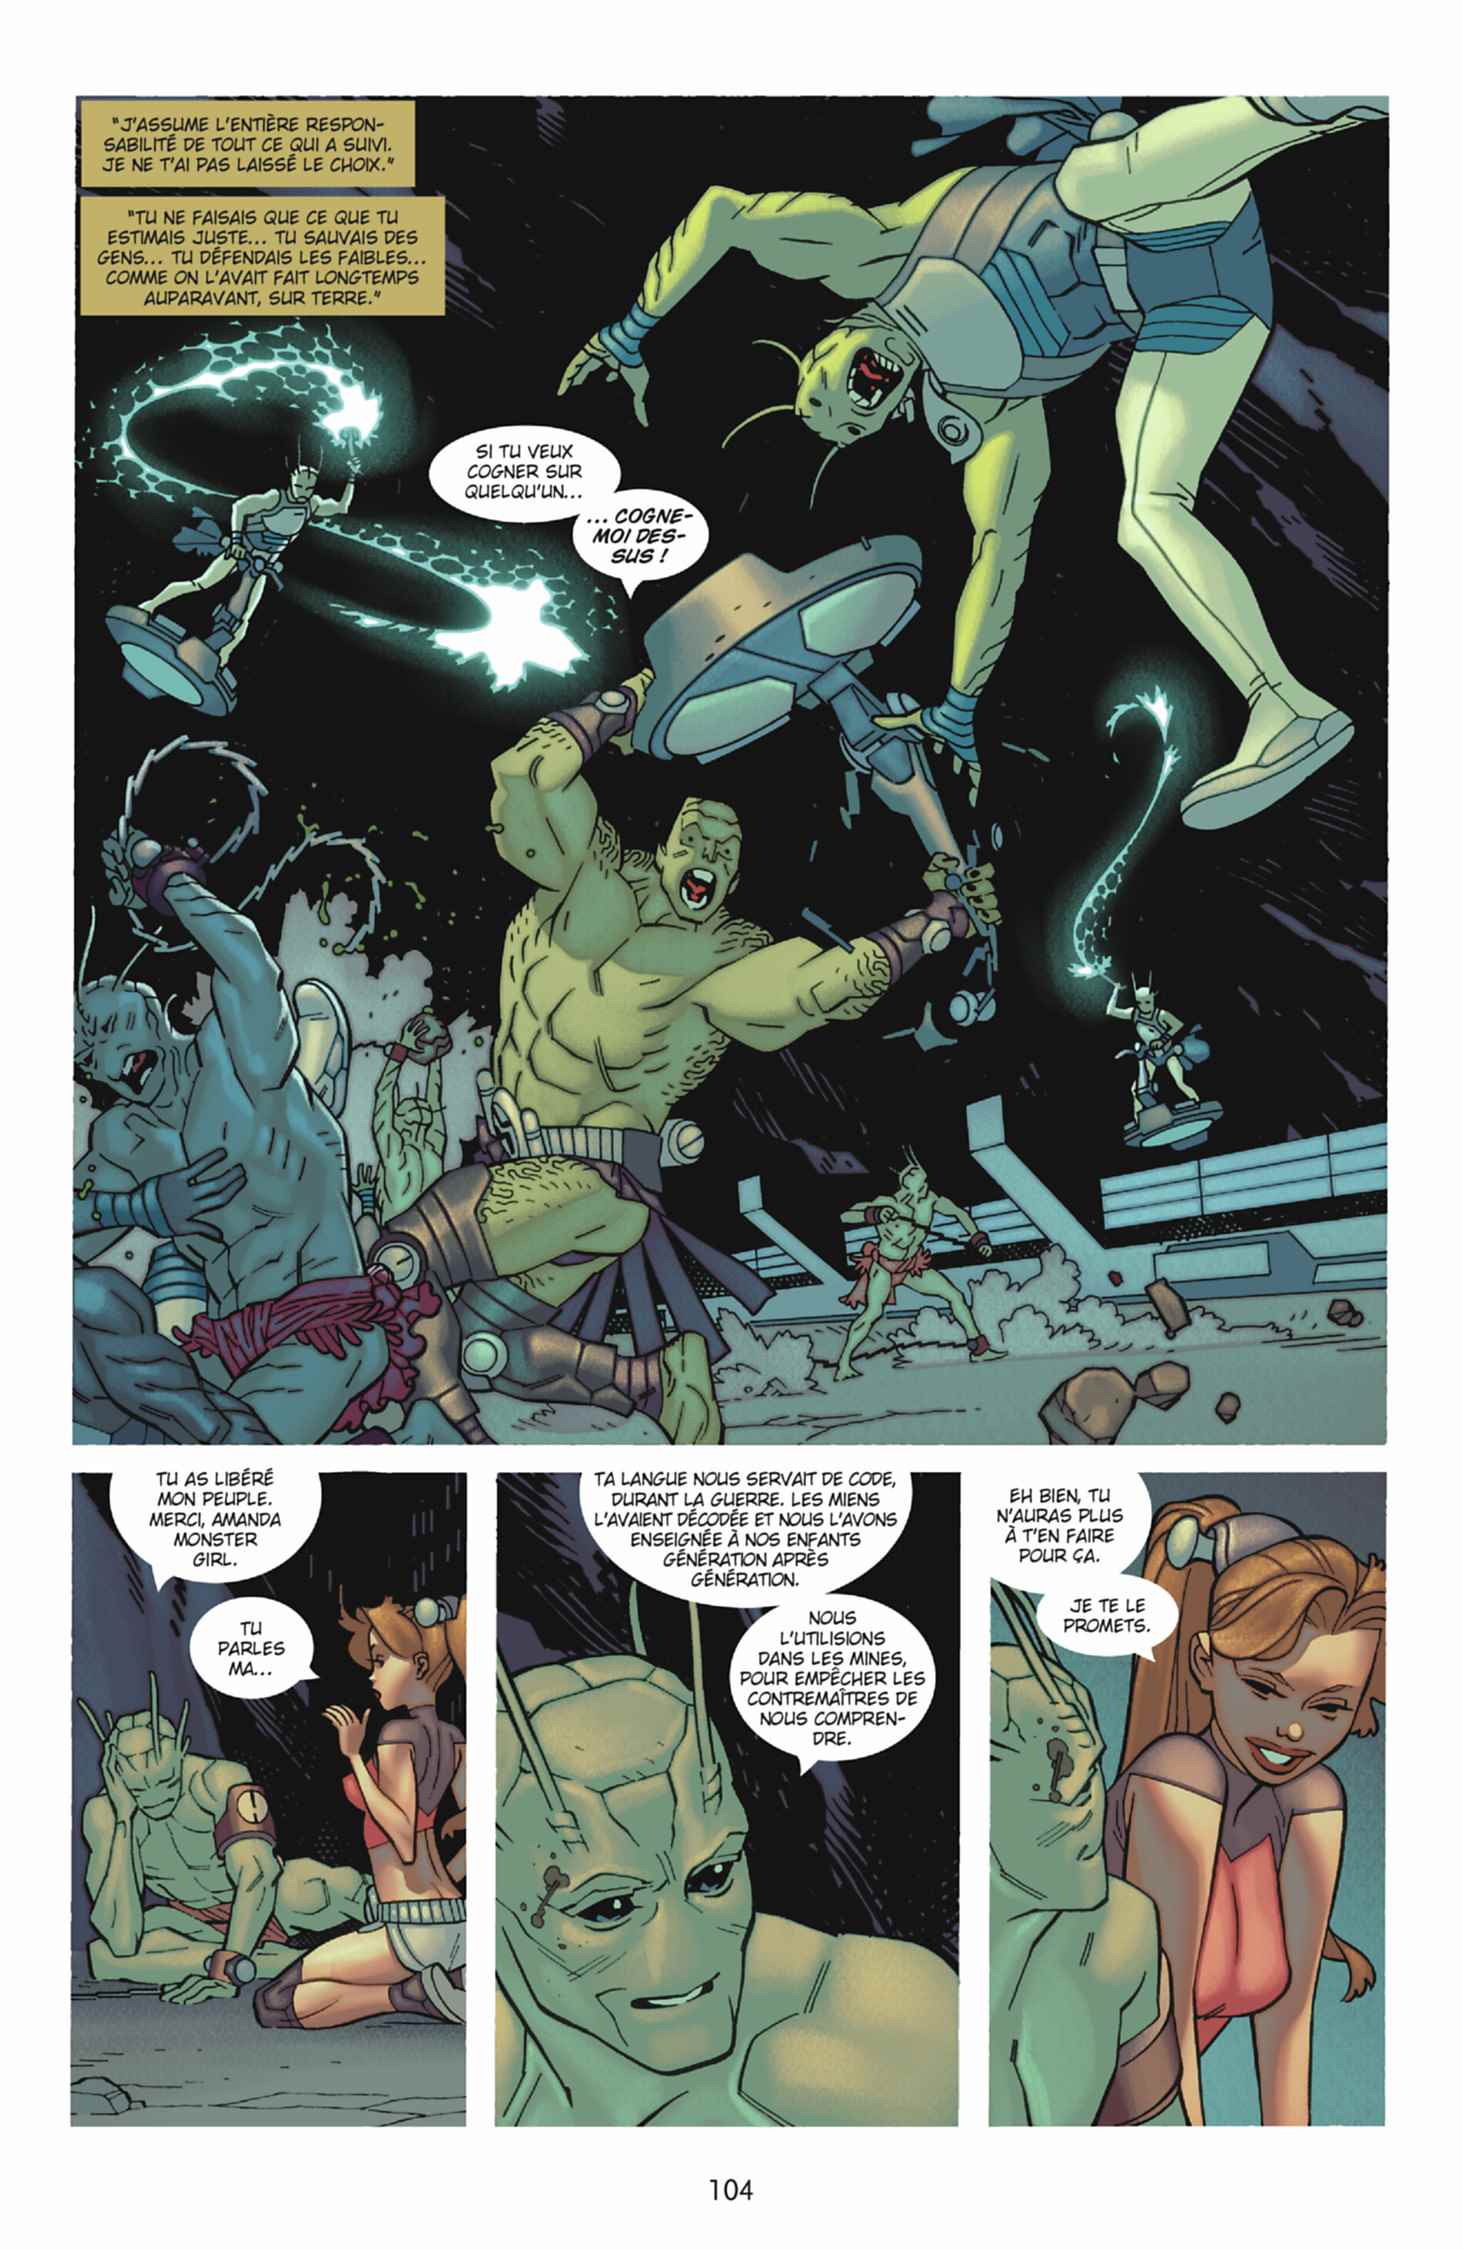 "J'ASSUME L'ENTIÈRE RESPON-
SABILITÉ DE TOUT CE QUI A SUIVI.
JE NE T'AI PAS LAISSÉ LE CHOIX."
"TU NE FAISAIS QUE CE QUE TU
ESTIMAIS JUSTE... TU SAUVAIS DES
GENS... TU DÉFENDAIS LES FAIBLES...
COMME ON L'AVAIT FAIT LONGTEMPS
AUPARAVANT, SUR TERRE."
SI TU VEUX
COGNER SUR
QUELQU'UN...
... COGNE-
MOI DES-
SUS !
TU AS LIBÉRÉ
MON PEUPLE.
MERCI, AMANDA
MONSTER
GIRL.
TU
PARLES
MA...
TA LANGUE NOUS SERVAIT DE CODE,
DURANT LA GUERRE. LES MIENS
L'AVAIENT DÉCODÉE ET NOUS L'AVONS
ENSEIGNÉE À NOS ENFANTS
GÉNÉRATION APRÈS
GÉNÉRATION.
NOUS
L'UTILISIONS
DANS LES MINES,
POUR EMPÊCHER LES
CONTREMAÎTRES DE
NOUS COMPREN-
DRE.
EH BIEN, TU
N'AURAS PLUS
À T'EN FAIRE
POUR ÇA.
JE TE LE
PROMETS.
104